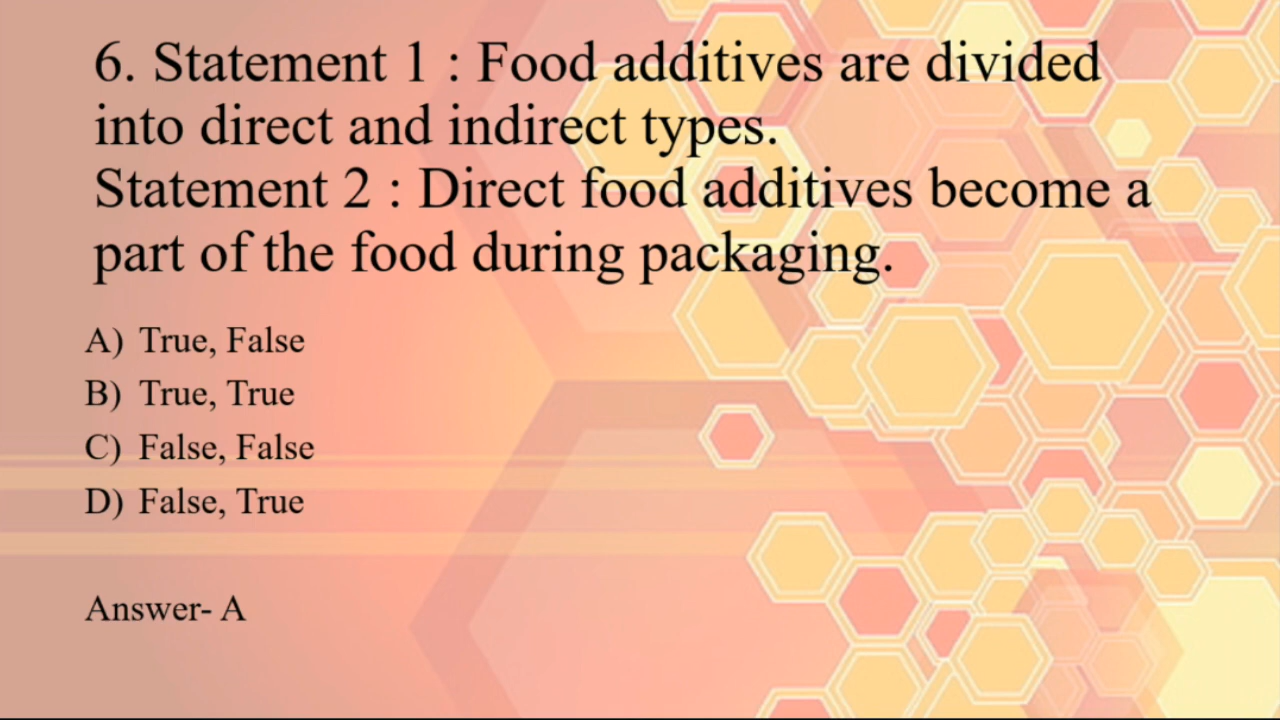 6. Statement 1 : Food additives are divided
into direct and indirect types.
Statement 2 : Direct food additives become a
part of the food during packaging.
A) True, False
B) True, True
C) False, False
D) False, True
Answer- A